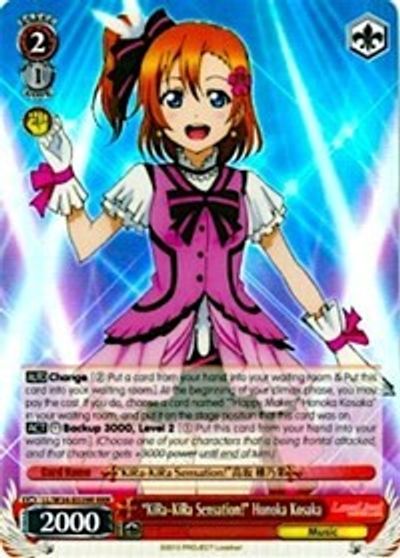 2
1
AUTO Change [② Put a card from your hand into your waiting room & Put this
card into your waiting room.] At the beginning of your climax phase, you may
pay the cost. If you do, choose a card named "Happy Maker!" Honoka Kosaka"
in your waiting room, and put it on the stage position that this card was on.
ACT Backup 3000, Level 2 [① Put this card from your hand into your
waiting room] (Choose one of your characters that is being frontal attacked,
and that character gets +3000 power until end of turn.)
Card Name "KiRa-KiRa Sensation!"高坂 穂乃果
2000
"KiRa-KiRa Sensation!" Honoka Kosaka
Music
©2013 PROJECT Lovelive!